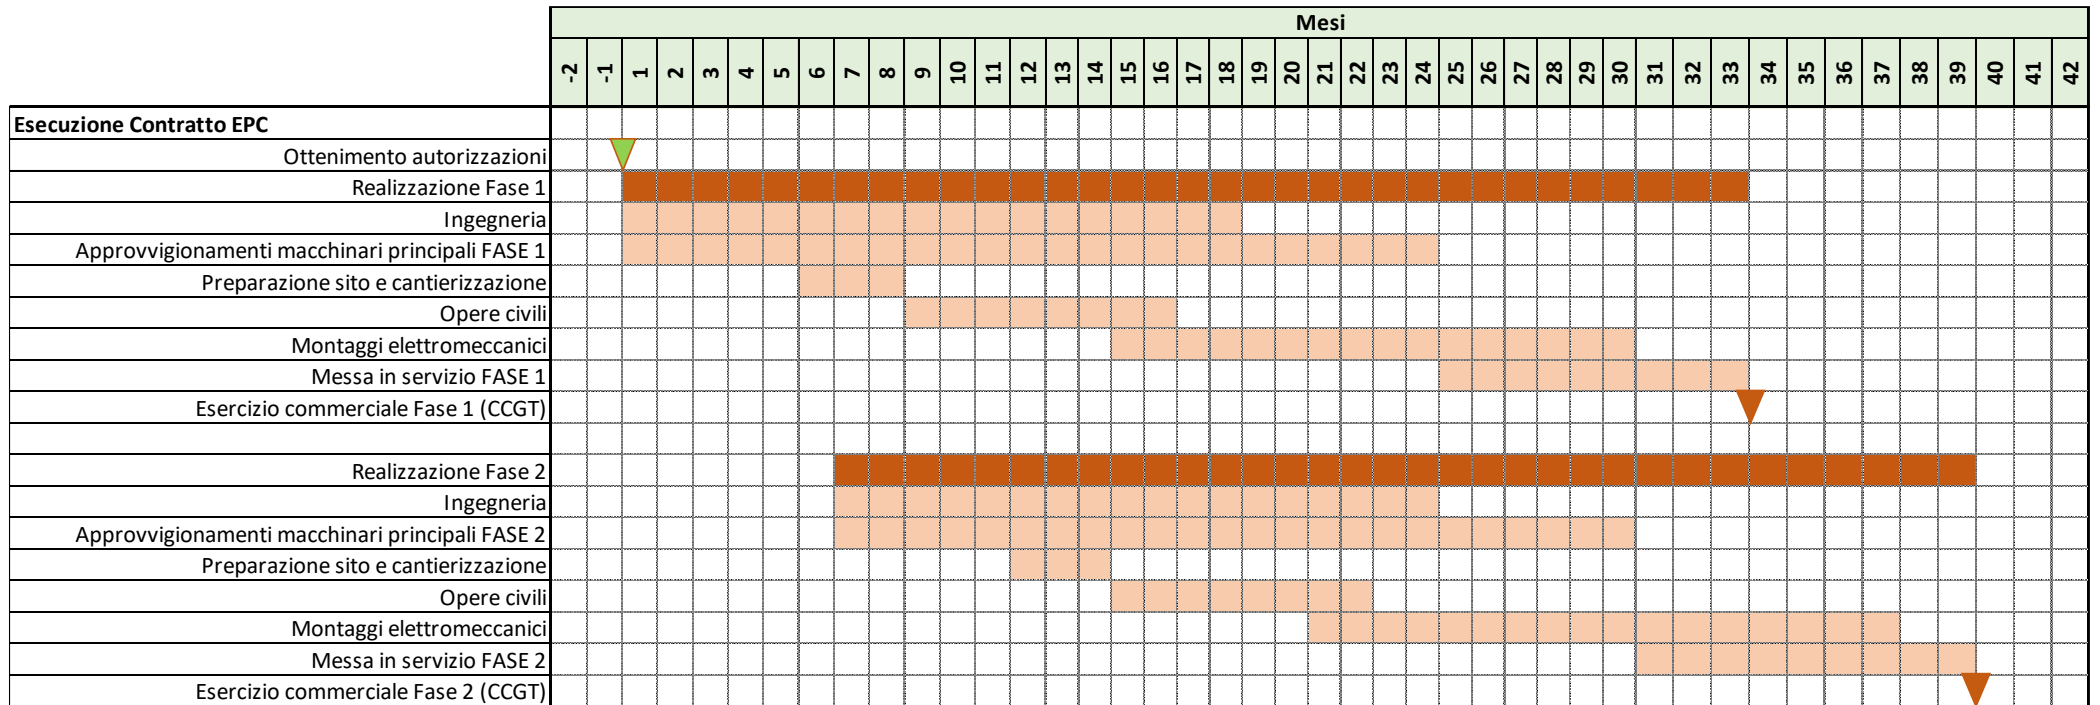 Mesi
-2 -1 1 2 3 4 5 6 7 8 9 10 11 12 13 14 15 16 17 18 19 20 21 22 23 24 25 26 27 28 29 30 31 32 33 34 35 36 37 38 39 40 41 42
Esecuzione Contratto EPC
Ottenimento autorizzazioni
Realizzazione Fase 1
Ingegneria
Approvvigionamenti macchinari principali FASE 1
Preparazione sito e cantierizzazione
Opere civili
Montaggi elettromeccanici
Messa in servizio FASE 1
Esercizio commerciale Fase 1 (CCGT)
Realizzazione Fase 2
Ingegneria
Approvvigionamenti macchinari principali FASE 2
Preparazione sito e cantierizzazione
Opere civili
Montaggi elettromeccanici
Messa in servizio FASE 2
Esercizio commerciale Fase 2 (CCGT)